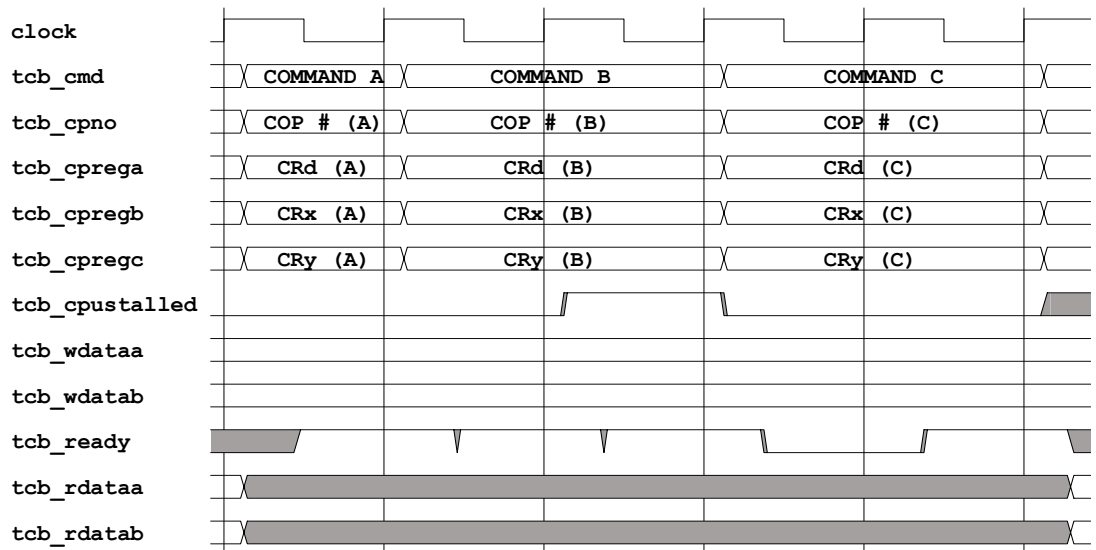 clock
tcb_cmd COMMAND A COMMAND B COMMAND C
tcb_cpno COP # (A) COP # (B) COP # (C)
tcb_cprega CRd (A) CRd (B) CRd (C)
tcb_cpregb CRx (A) CRx (B) CRx (C)
tcb_cpregc CRy (A) CRy (B) CRy (C)
tcb_cpustalled
tcb_wdataa
tcb_wdatab
tcb_ready
tcb_rdataa
tcb_rdatab